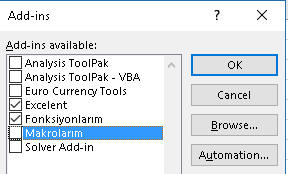 Add-ins
Add-ins available:
Analysis ToolPak
Analysis ToolPak - VBA
Euro Currency Tools
Excelent
Fonksiyonlarım
Makrolarım
Solver Add-in
OK
Cancel
Browse...
Automation...